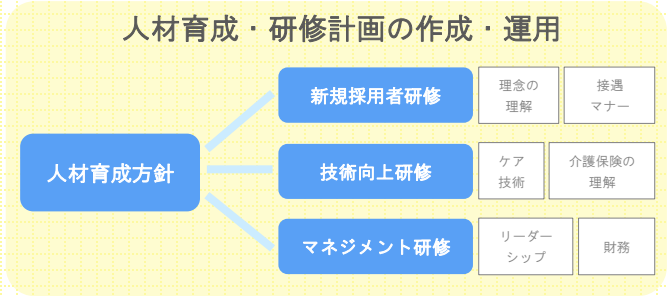 人材育成・研修計画の作成・運用
人材育成方針
新規採用者研修
理念の
理解
接遇
マナー
技術向上研修
ケア
技術
介護保険の
理解
マネジメント研修
リーダー
シップ
財務